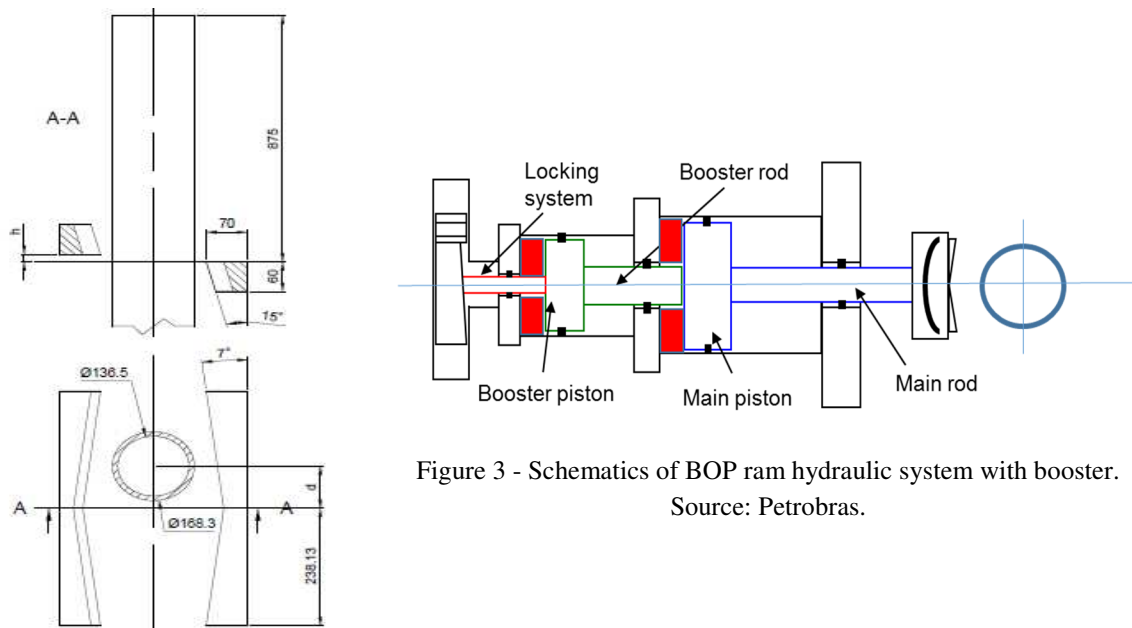 A-A
875
h
70
60
15°
7°
Ø136.5
d
A
A
Ø168.3
238.13
Locking
system
Booster rod
Booster piston
Main piston
Main rod
Figure 3 - Schematics of BOP ram hydraulic system with booster.
Source: Petrobras.